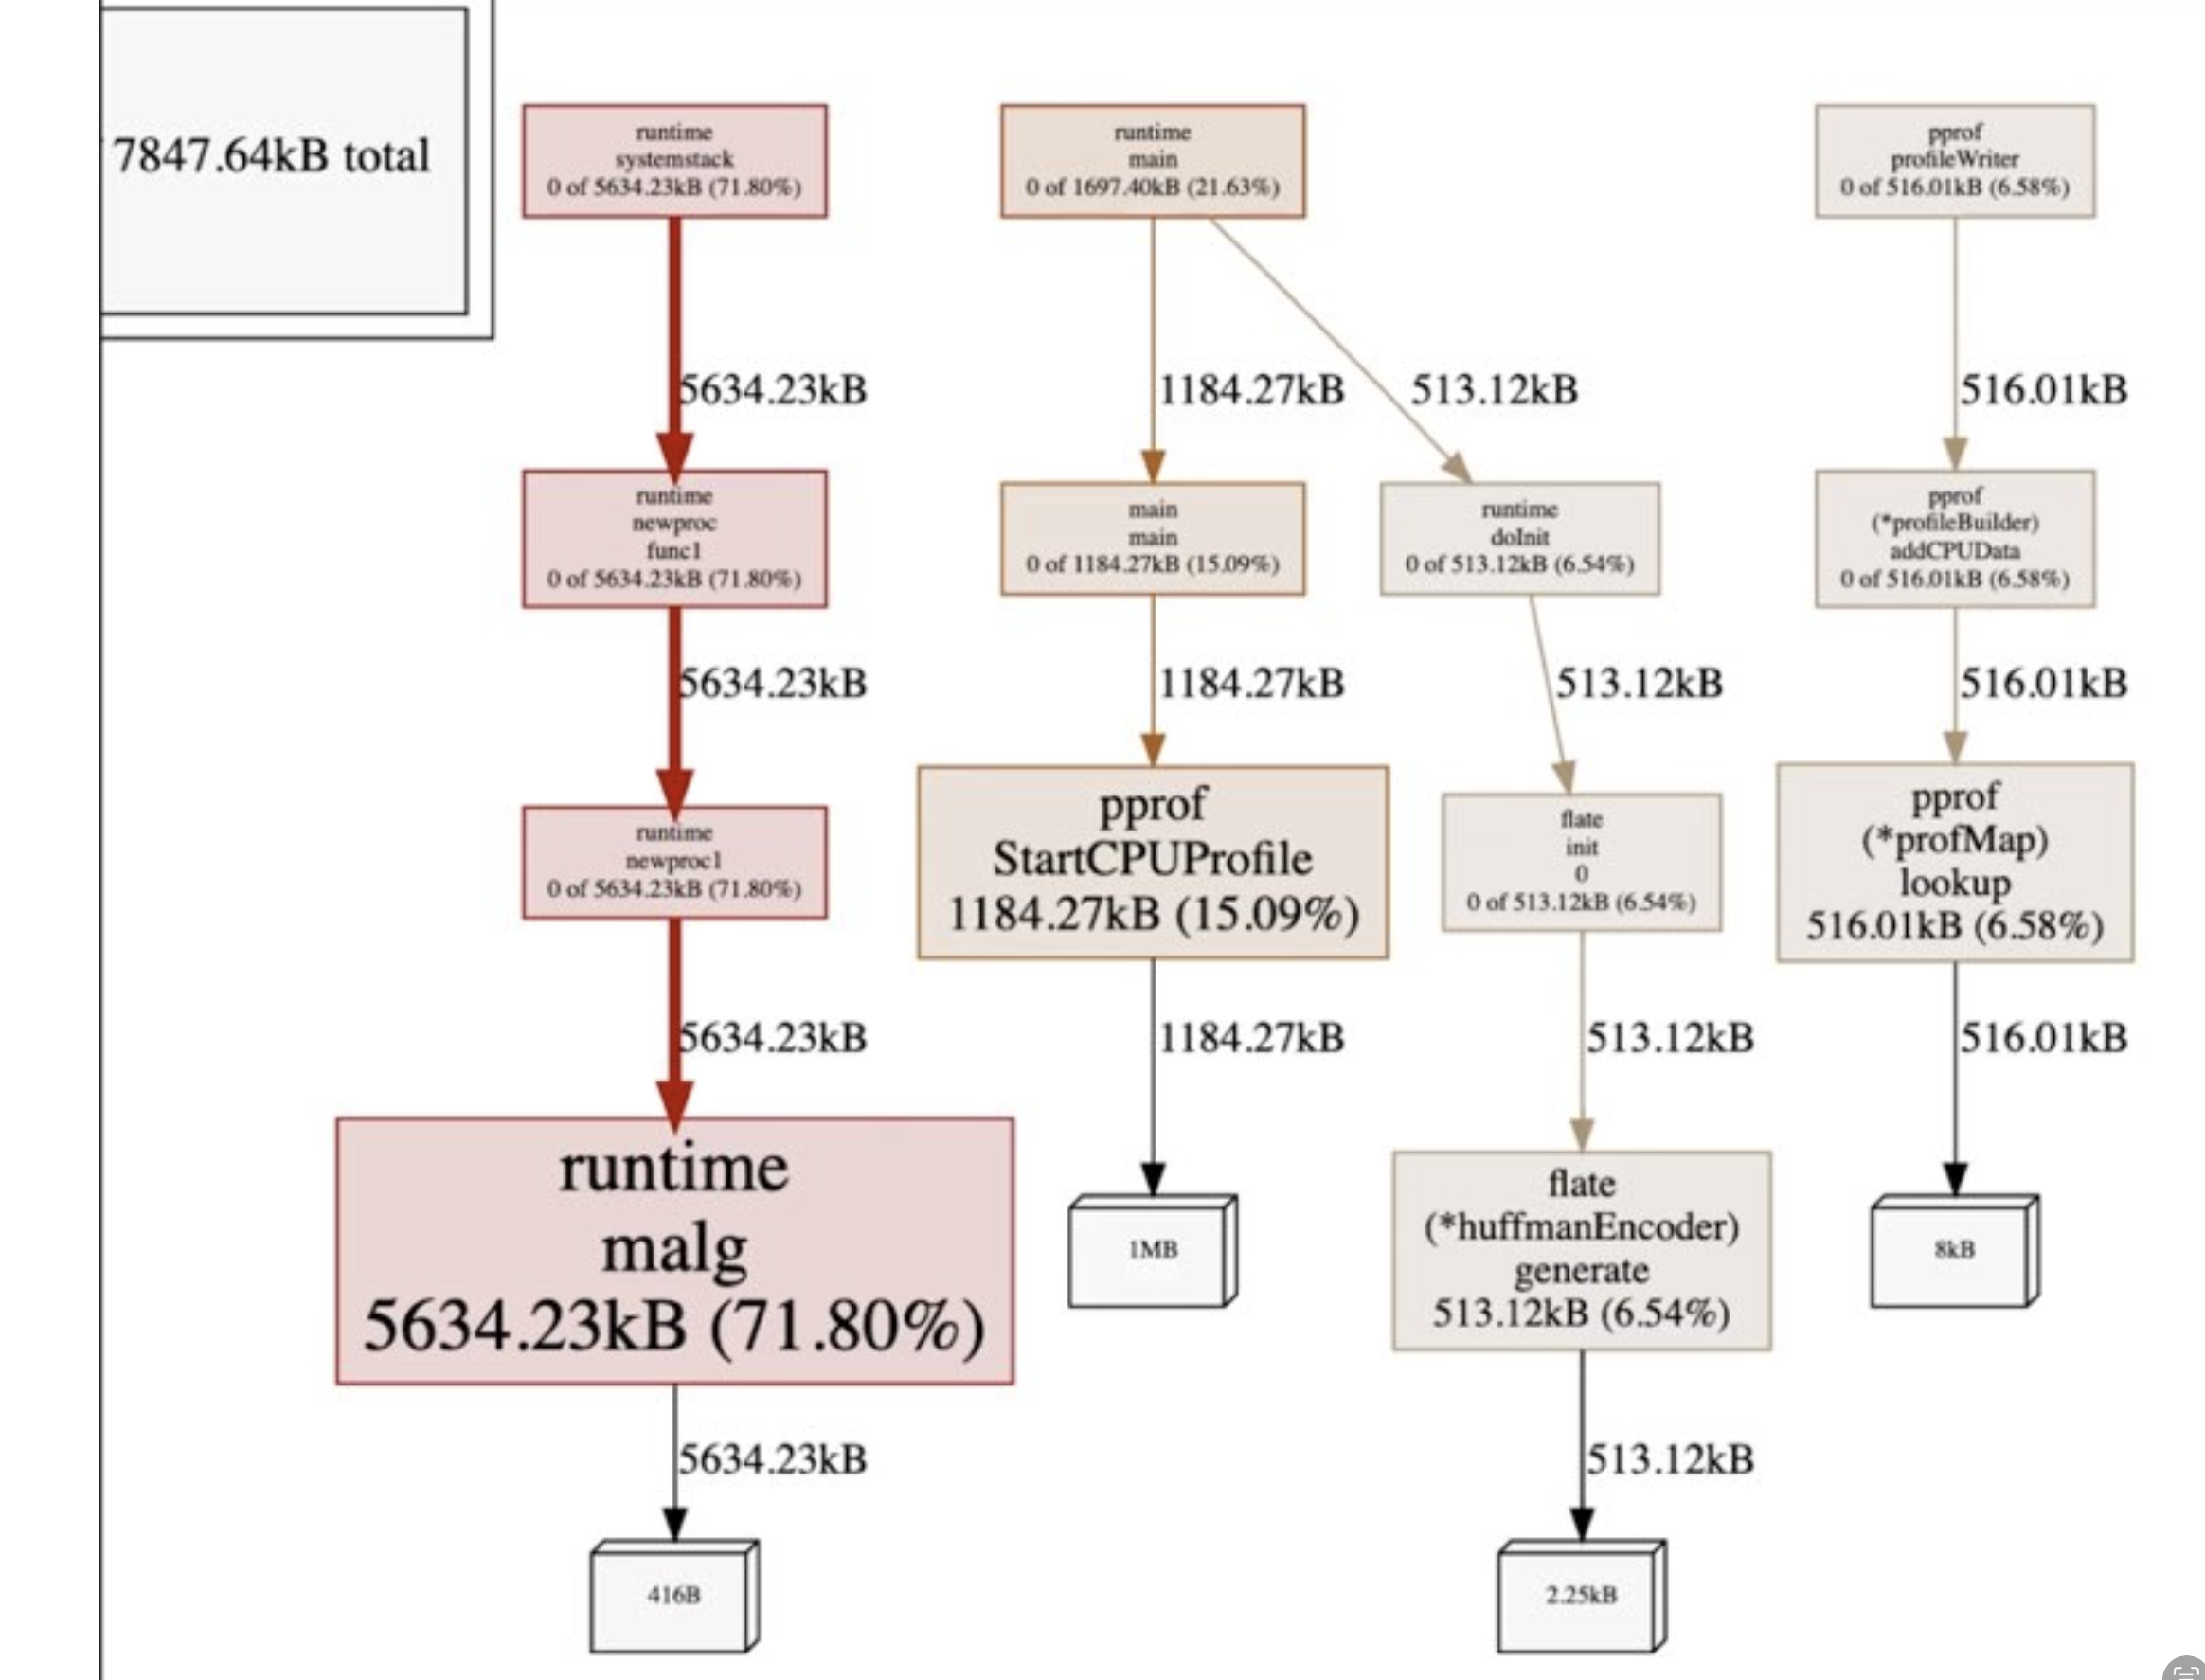 7847.64kB total
runtime
systemstack
0 of 5634.23kB (71.80%)
runtime
main
0 of 1697.40kB (21.63%)
pprof
profileWriter
0 of 516.01kB (6.58%)
5634.23kB
1184.27kB
513.12kB
516.01kB
runtime
newproc
func1
0 of 5634.23kB (71.80%)
main
main
0 of 1184.27kB (15.09%)
runtime
doInit
0 of 513.12kB (6.54%)
pprof
(*profileBuilder)
addCPUData
0 of 516.01kB (6.58%)
5634.23kB
1184.27kB
513.12kB
516.01kB
runtime
newproc1
0 of 5634.23kB (71.80%)
pprof
StartCPUProfile
1184.27kB (15.09%)
flate
init
0
0 of 513.12kB (6.54%)
pprof
(*profMap)
lookup
516.01kB (6.58%)
5634.23kB
1184.27kB
513.12kB
516.01kB
runtime
malg
5634.23kB (71.80%)
1MB
flate
(*huffmanEncoder)
generate
513.12kB (6.54%)
8kB
5634.23kB
513.12kB
416B
2.25kB